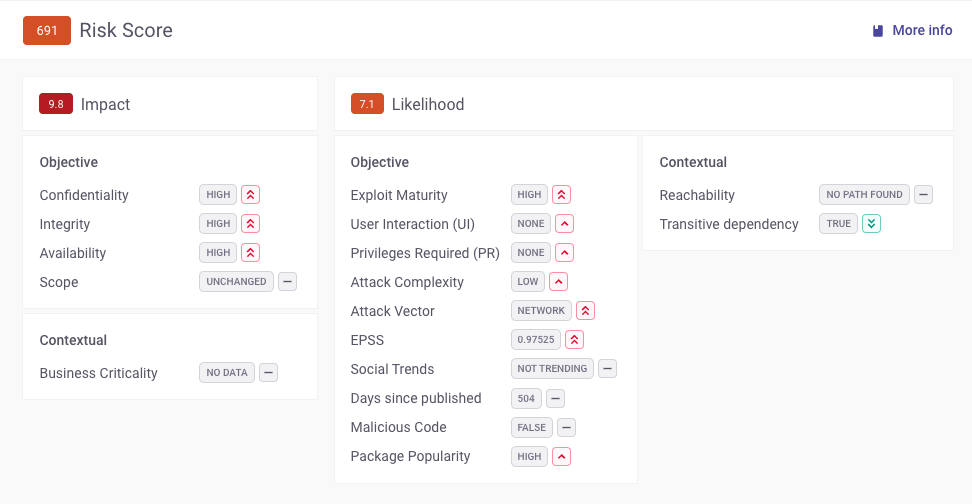 691 Risk Score
More info
9.8 Impact
Objective
Confidentiality HIGH
Integrity HIGH
Availability HIGH
Scope UNCHANGED
Contextual
Business Criticality NO DATA
7.1 Likelihood
Objective
Exploit Maturity HIGH
User Interaction (UI) NONE
Privileges Required (PR) NONE
Attack Complexity LOW
Attack Vector NETWORK
EPSS 0.97525
Social Trends NOT TRENDING
Days since published 504
Malicious Code FALSE
Package Popularity HIGH
Contextual
Reachability NO PATH FOUND
Transitive dependency TRUE